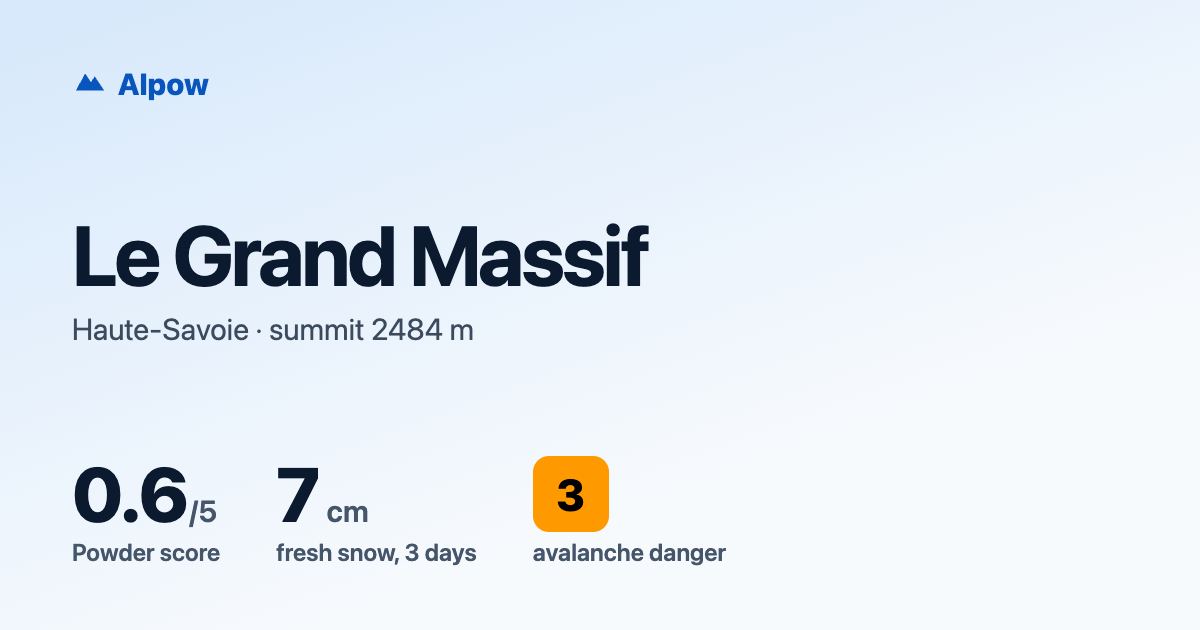 Alpow
Le Grand Massif
Haute-Savoie · summit 2484 m
0.6/5
Powder score
7 cm
fresh snow, 3 days
3
avalanche danger